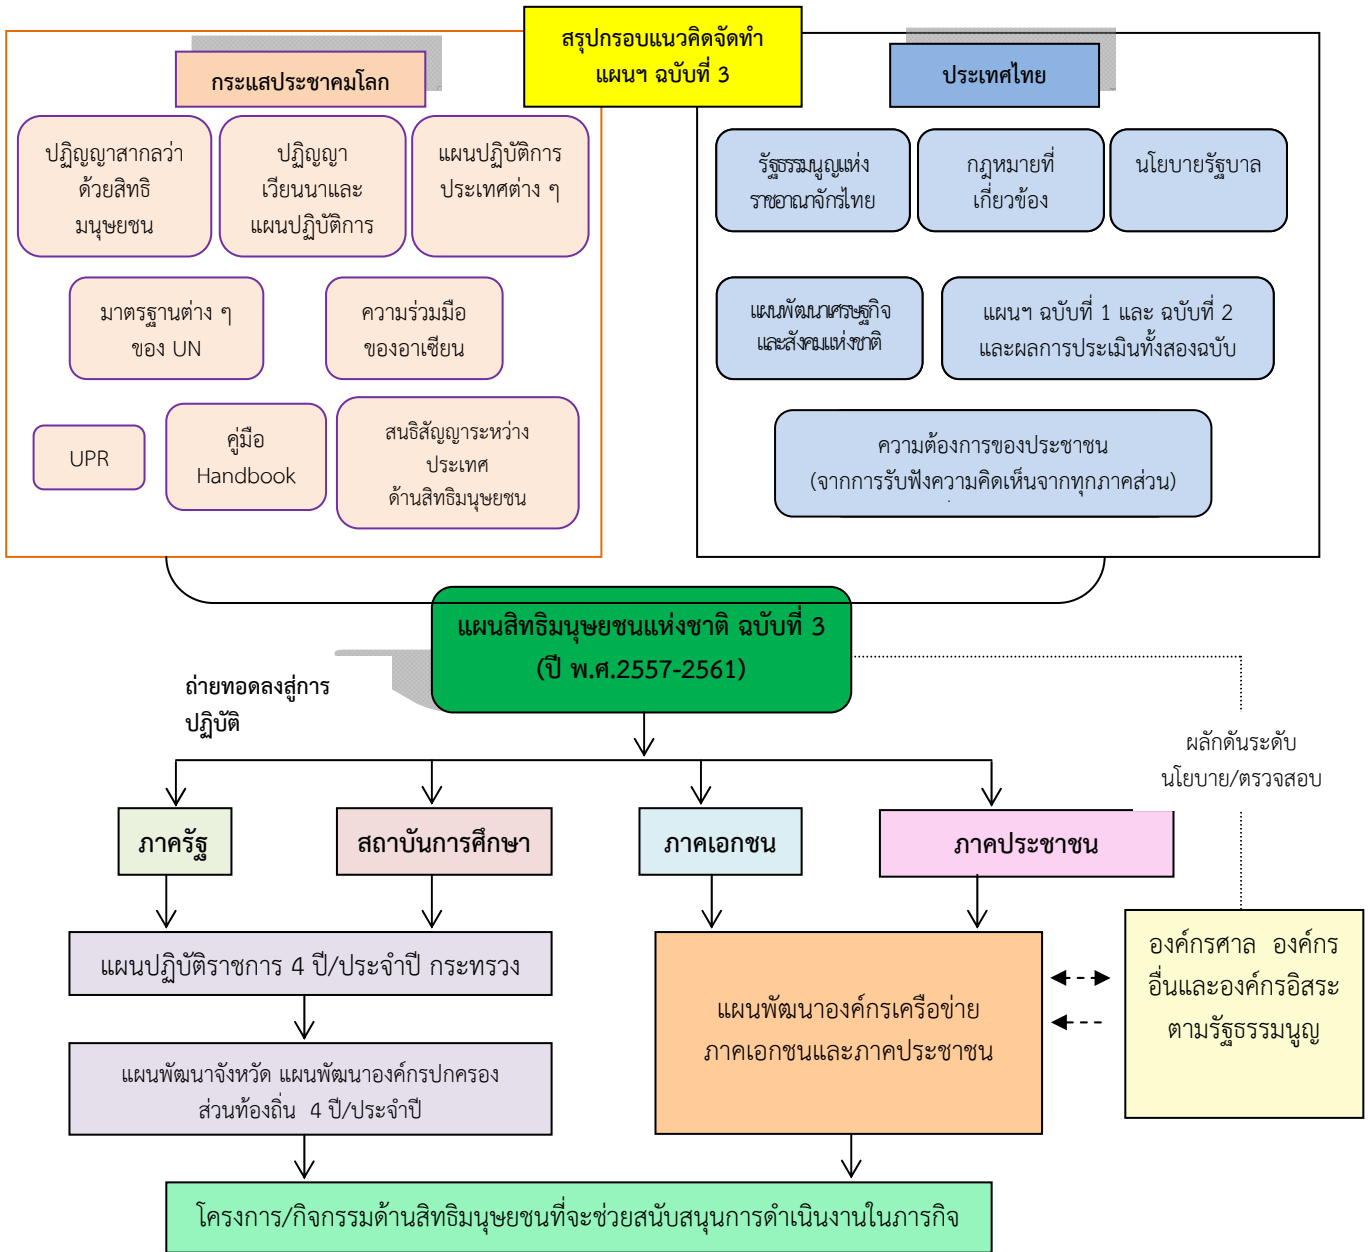 สรุปกรอบแนวคิดจัดทำ
แผนฯ ฉบับที่ 3
กระแสประชาคมโลก
ประเทศไทย
ปฏิญญาสากลว่า
ด้วยสิทธิ
มนุษยชน
ปฏิญญา
เวียนนาและ
แผนปฏิบัติการ
แผนปฏิบัติการ
ประเทศต่าง ๆ
มาตรฐานต่าง ๆ
ของ UN
ความร่วมมือ
ของอาเซียน
UPR
คู่มือ
Handbook
สนธิสัญญาระหว่าง
ประเทศ
ด้านสิทธิมนุษยชน
รัฐธรรมนูญแห่ง
ราชอาณาจักรไทย
กฎหมายที่
เกี่ยวข้อง
นโยบายรัฐบาล
แผนพัฒนาเศรษฐกิจ
และสังคมแห่งชาติ
แผนฯ ฉบับที่ 1 และ ฉบับที่ 2
และผลการประเมินทั้งสองฉบับ
ความต้องการของประชาชน
(จากการรับฟังความคิดเห็นจากทุกภาคส่วน)
แผนสิทธิมนุษยชนแห่งชาติ ฉบับที่ 3
(ปี พ.ศ.2557-2561)
ถ่ายทอดลงสู่การ
ปฏิบัติ
ผลักดันระดับ
นโยบาย/ตรวจสอบ
ภาครัฐ
สถาบันการศึกษา
ภาคเอกชน
ภาคประชาชน
แผนปฏิบัติราชการ 4 ปี/ประจำปี กระทรวง
แผนพัฒนาจังหวัด แผนพัฒนาองค์กรปกครอง
ส่วนท้องถิ่น 4 ปี/ประจำปี
แผนพัฒนาองค์กรเครือข่าย
ภาคเอกชนและภาคประชาชน
องค์กรศาล องค์กร
อื่นและองค์กรอิสระ
ตามรัฐธรรมนูญ
โครงการ/กิจกรรมด้านสิทธิมนุษยชนที่จะช่วยสนับสนุนการดำเนินงานในภารกิจ